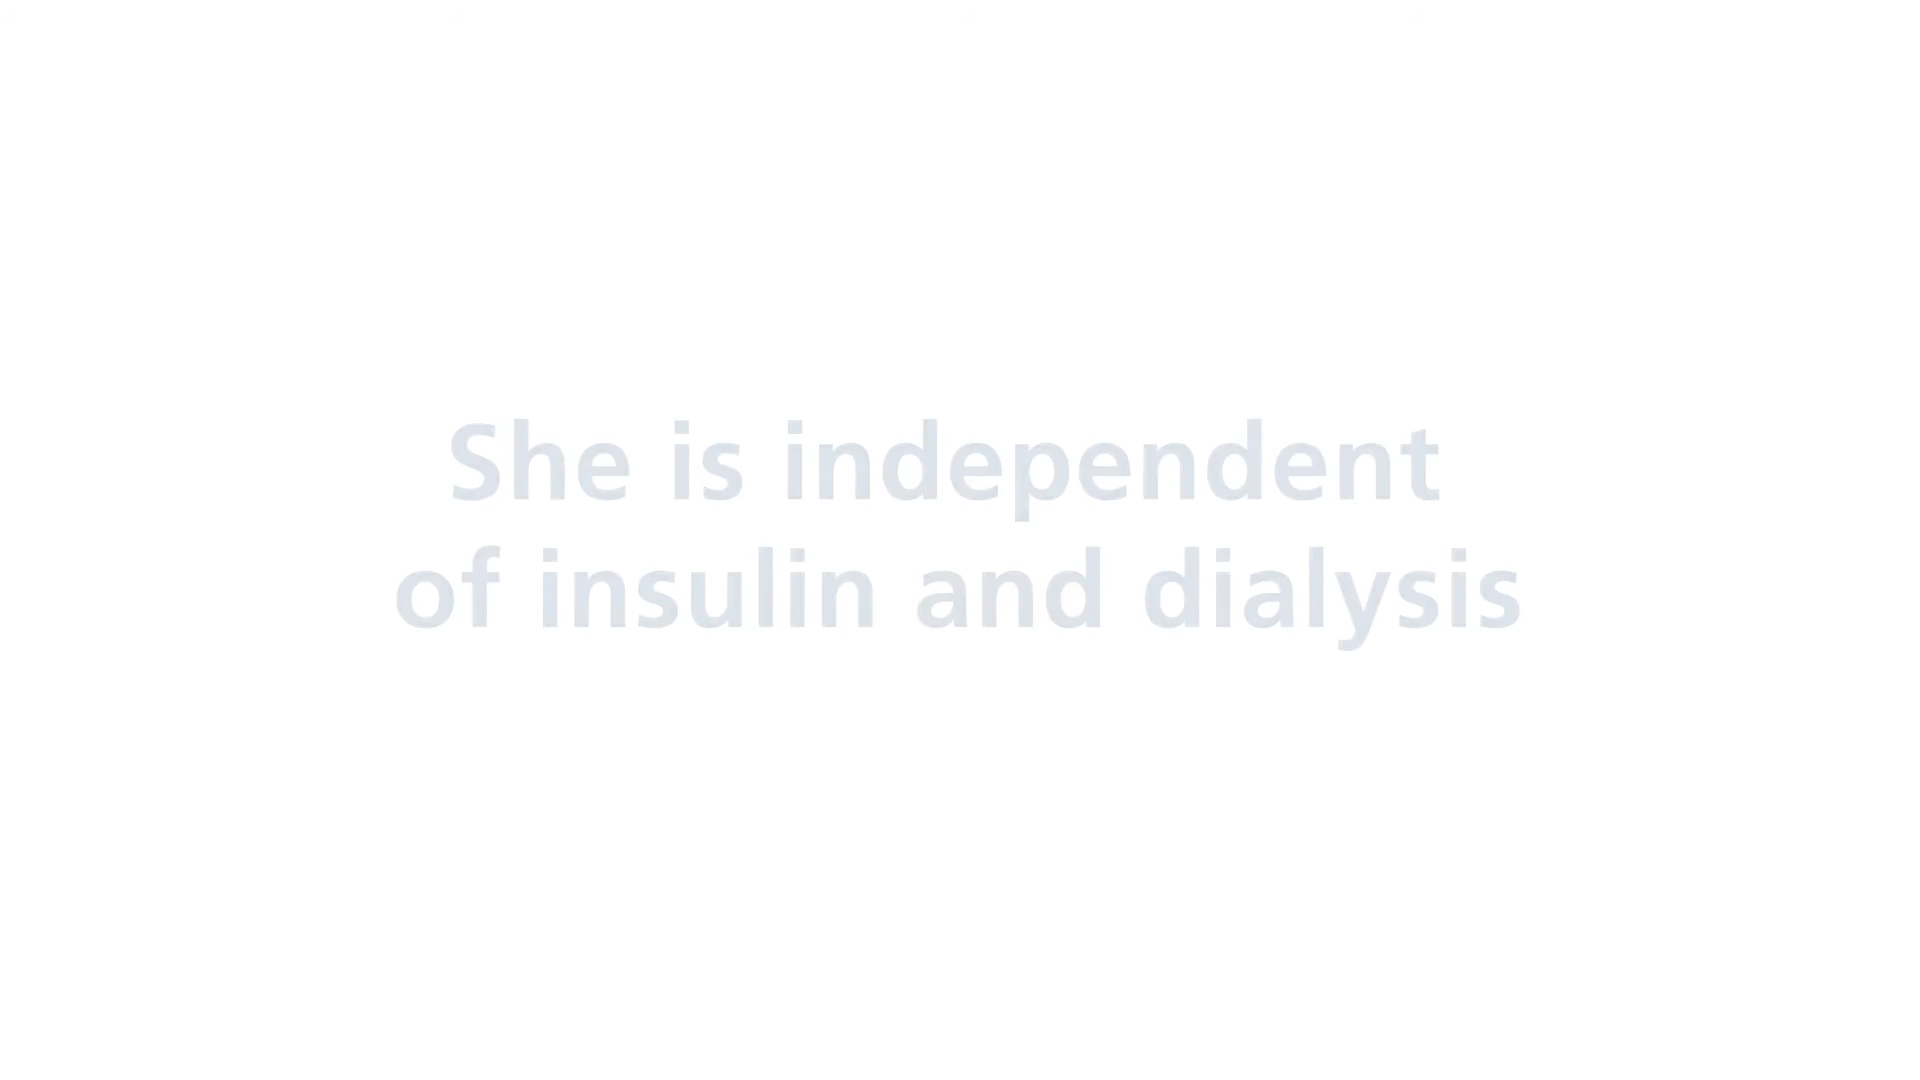 She is independent
of insulin and dialysis